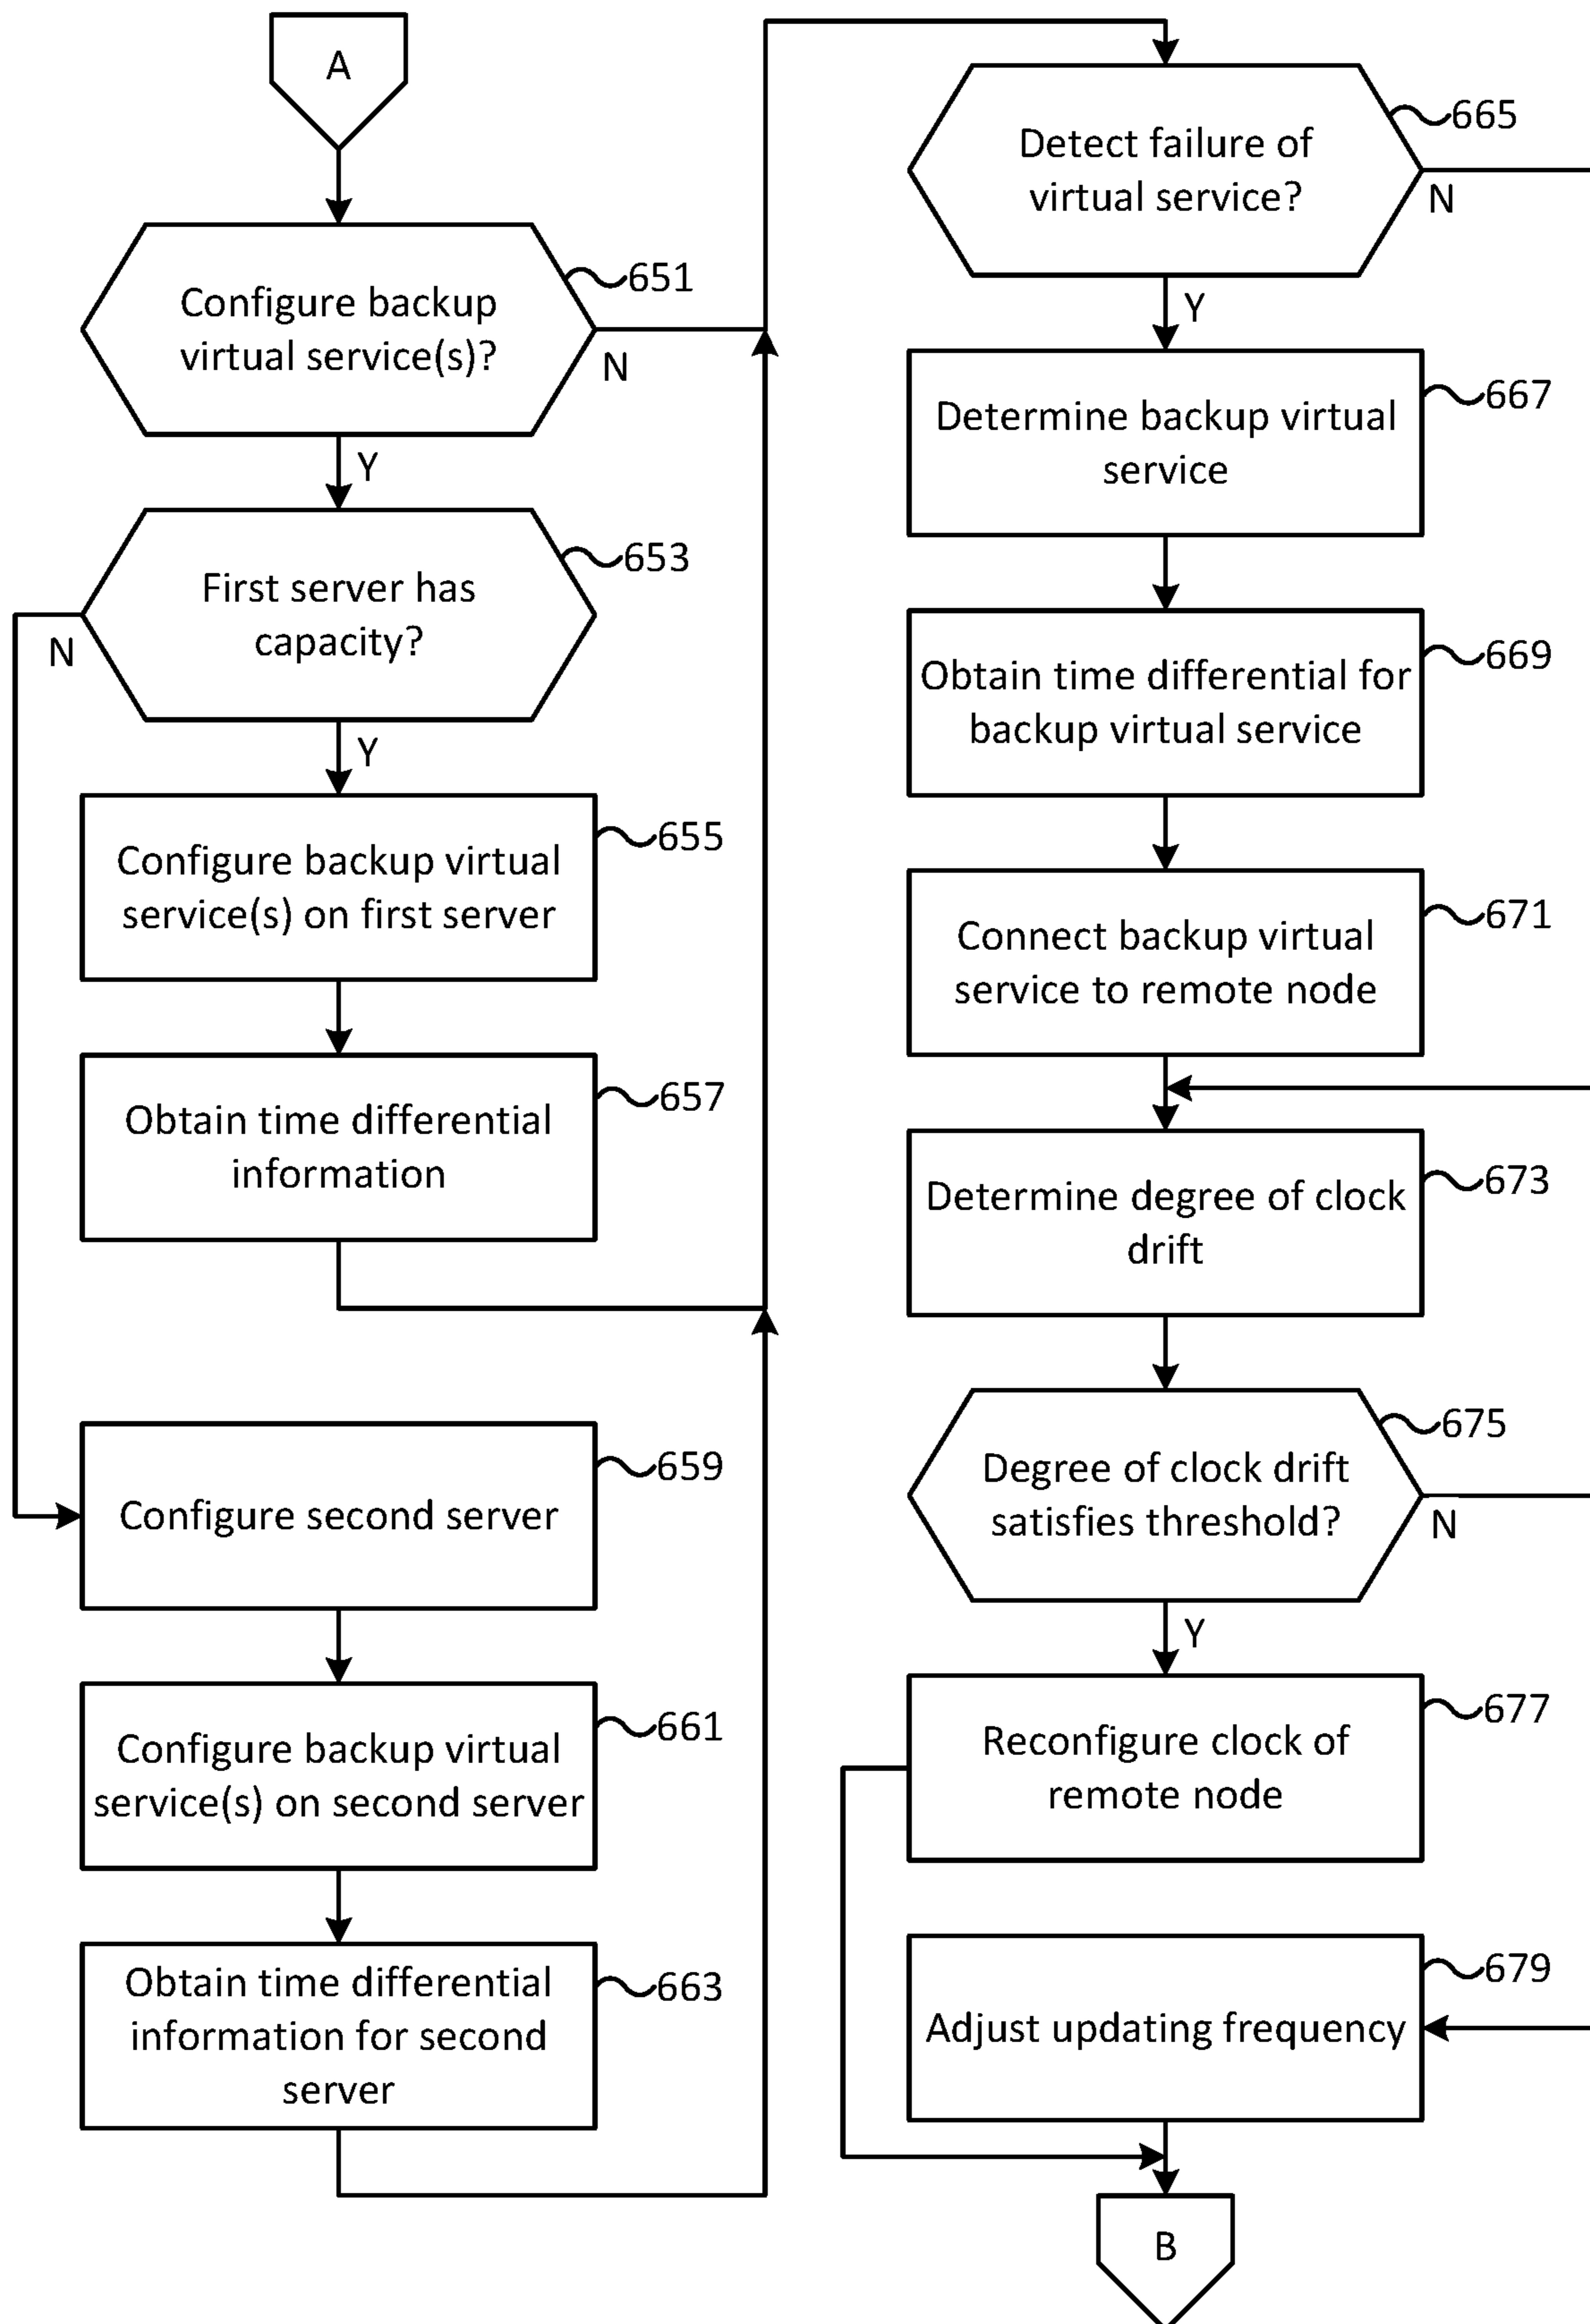 A
Configure backup
virtual service(s)?
651
N
Y
First server has
capacity?
653
N
Y
Configure backup virtual
service(s) on first server
655
Obtain time differential
information
657
Configure second server
659
Configure backup virtual
service(s) on second server
661
Obtain time differential
information for second
server
663
Detect failure of
virtual service?
665
N
Y
Determine backup virtual
service
667
Obtain time differential for
backup virtual service
669
Connect backup virtual
service to remote node
671
Determine degree of clock
drift
673
Degree of clock drift
satisfies threshold?
675
N
Y
Reconfigure clock of
remote node
677
Adjust updating frequency
679
B